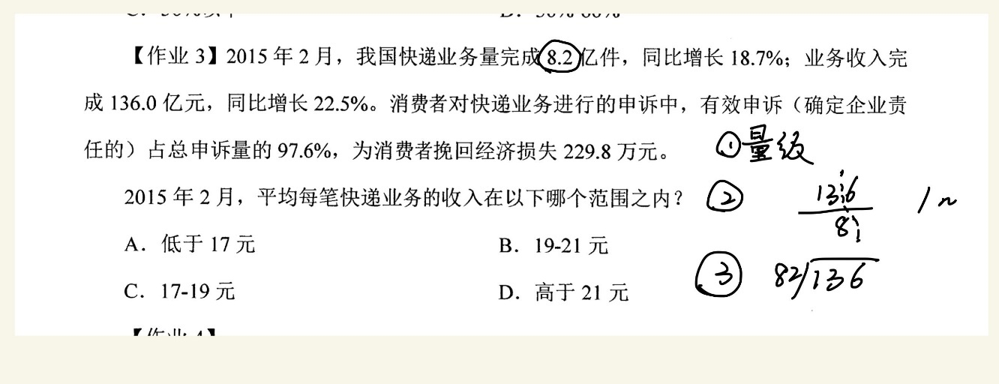 【作业 3】2015 年 2 月，我国快递业务量完成 8.2 亿件，同比增长 18.7%；业务收入完
成 136.0 亿元，同比增长 22.5%。消费者对快递业务进行的申诉中，有效申诉（确定企业责
任的）占总申诉量的 97.6%，为消费者挽回经济损失 229.8 万元。
①量级
2015 年 2 月，平均每笔快递业务的收入在以下哪个范围之内？
② 136
8
1~
A．低于 17 元
B．19-21 元
C．17-19 元
D．高于 21 元
③ 82/136